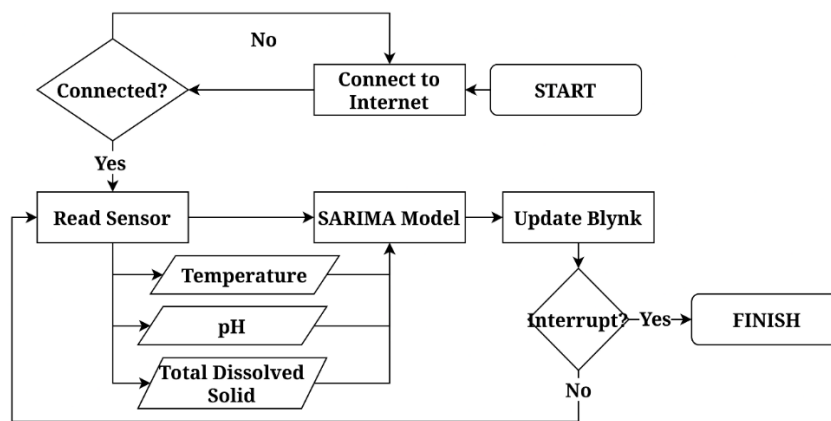 No
Connected?
Connect to
Internet
START
Yes
Read Sensor
SARIMA Model
Update Blynk
Temperature
pH
Total Dissolved
Solid
Interrupt?
Yes
FINISH
No